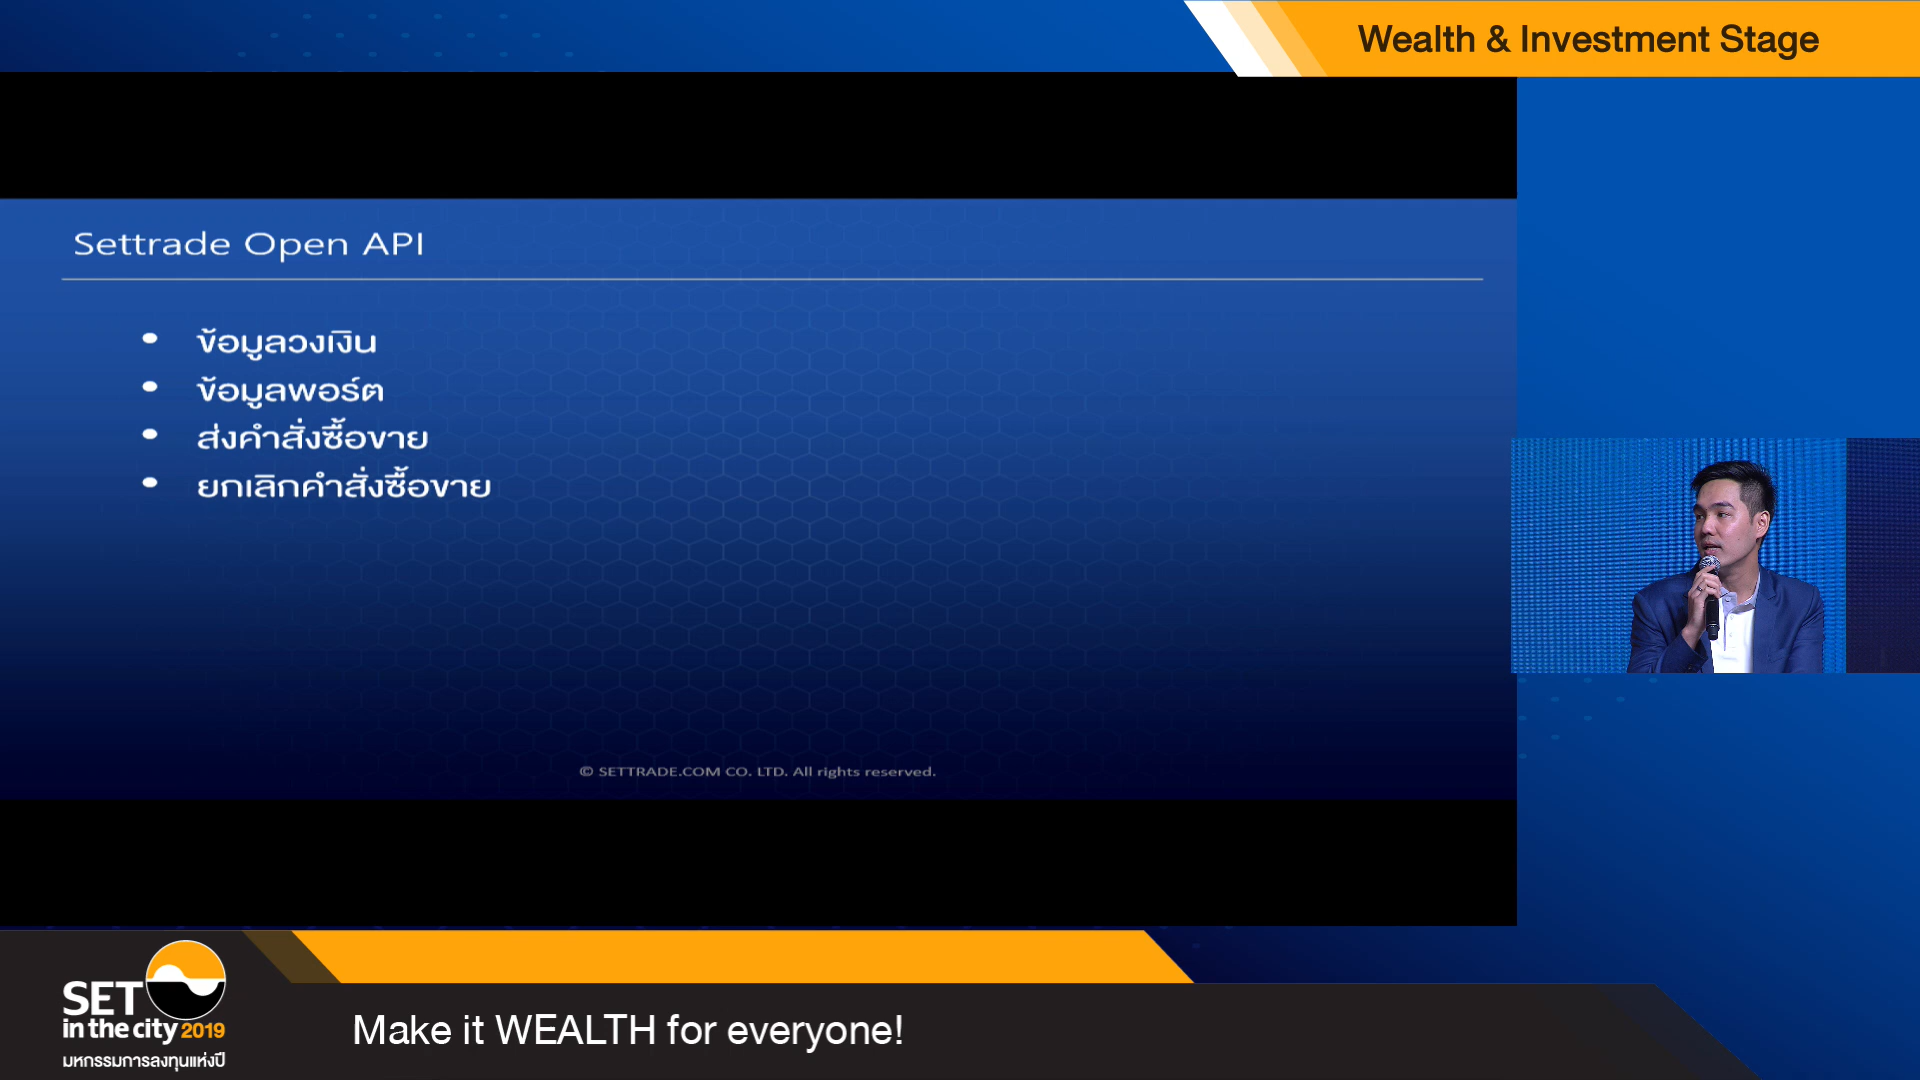 Wealth & Investment Stage
Settrade Open API
• ข้อมูลวงเงิน
• ข้อมูลพอร์ต
• ส่งคำสั่งซื้อขาย
• ยกเลิกคำสั่งซื้อขาย
© SETTRADE.COM CO. LTD. All rights reserved.
SET
in the city 2019
มหกรรมการลงทุนแห่งปี
Make it WEALTH for everyone!